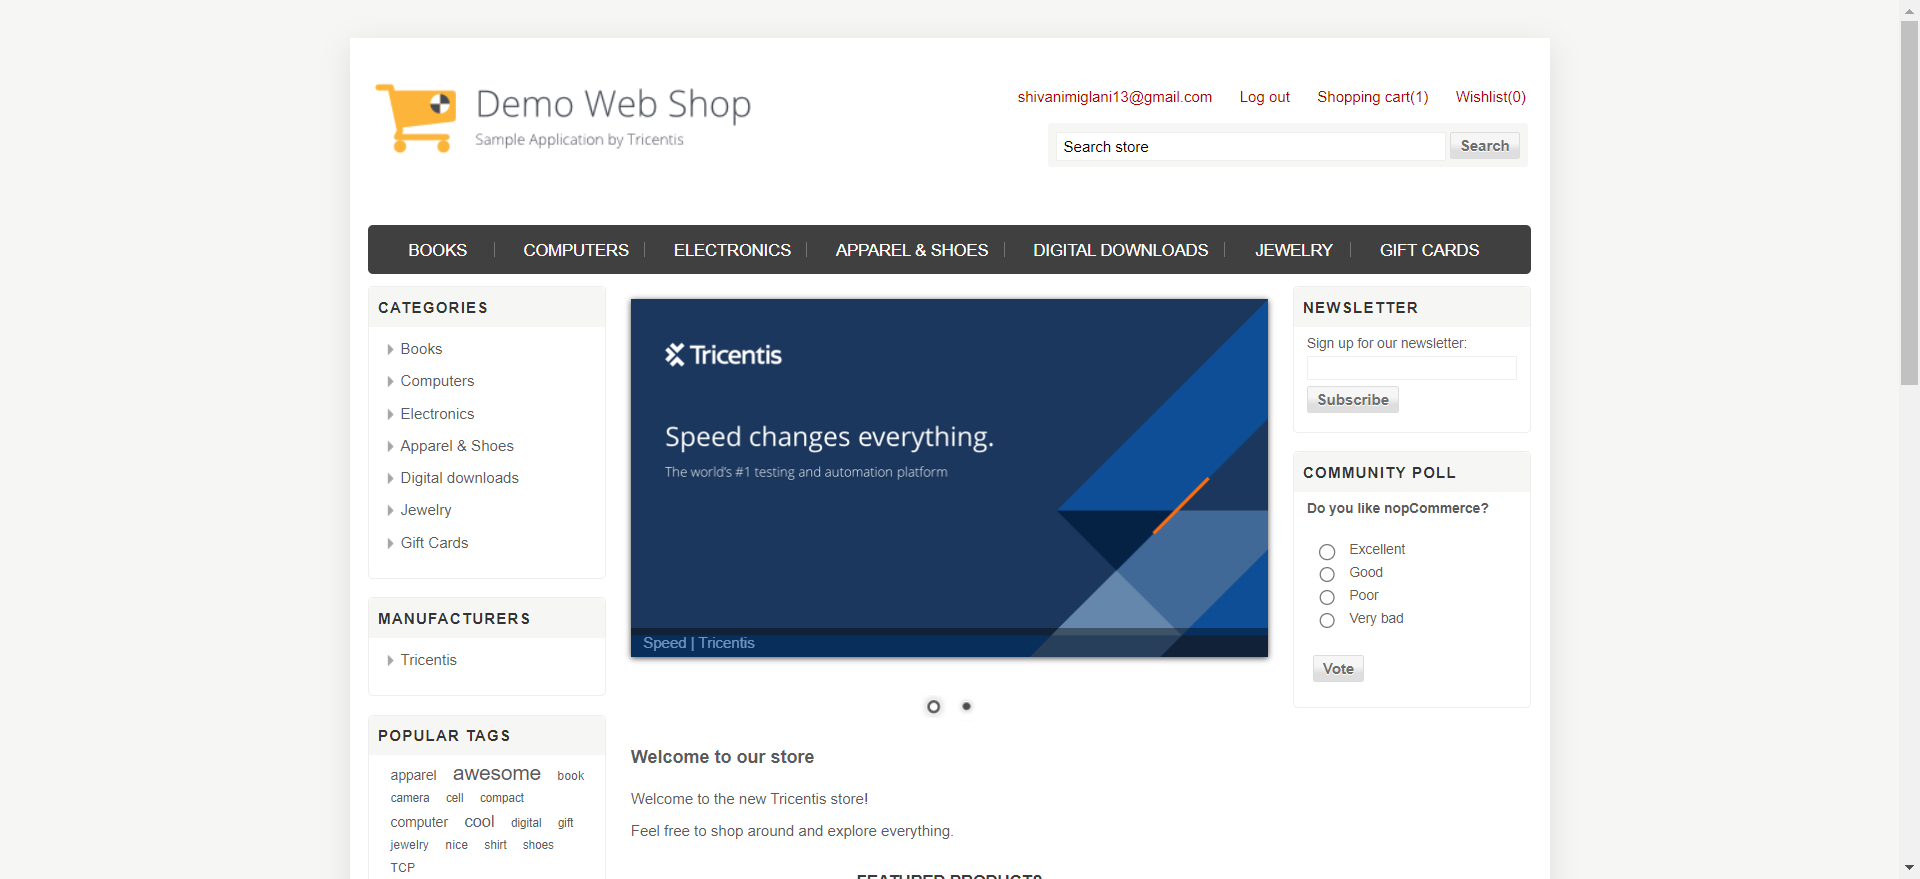 Demo Web Shop
Sample Application by Tricentis
shivanimiglani13@gmail.com Log out Shopping cart(1) Wishlist(0)
Search store Search
BOOKS COMPUTERS ELECTRONICS APPAREL & SHOES DIGITAL DOWNLOADS JEWELRY GIFT CARDS
CATEGORIES
Books
Computers
Electronics
Apparel & Shoes
Digital downloads
Jewelry
Gift Cards
MANUFACTURERS
Tricentis
POPULAR TAGS
apparel awesome book
camera cell compact
computer cool digital gift
jewelry nice shirt shoes
TCP
Tricentis
Speed changes everything.
The world's #1 testing and automation platform
Speed | Tricentis
Welcome to our store
Welcome to the new Tricentis store!
Feel free to shop around and explore everything.
FEATURED PRODUCTS
NEWSLETTER
Sign up for our newsletter:
Subscribe
COMMUNITY POLL
Do you like nopCommerce?
Excellent
Good
Poor
Very bad
Vote